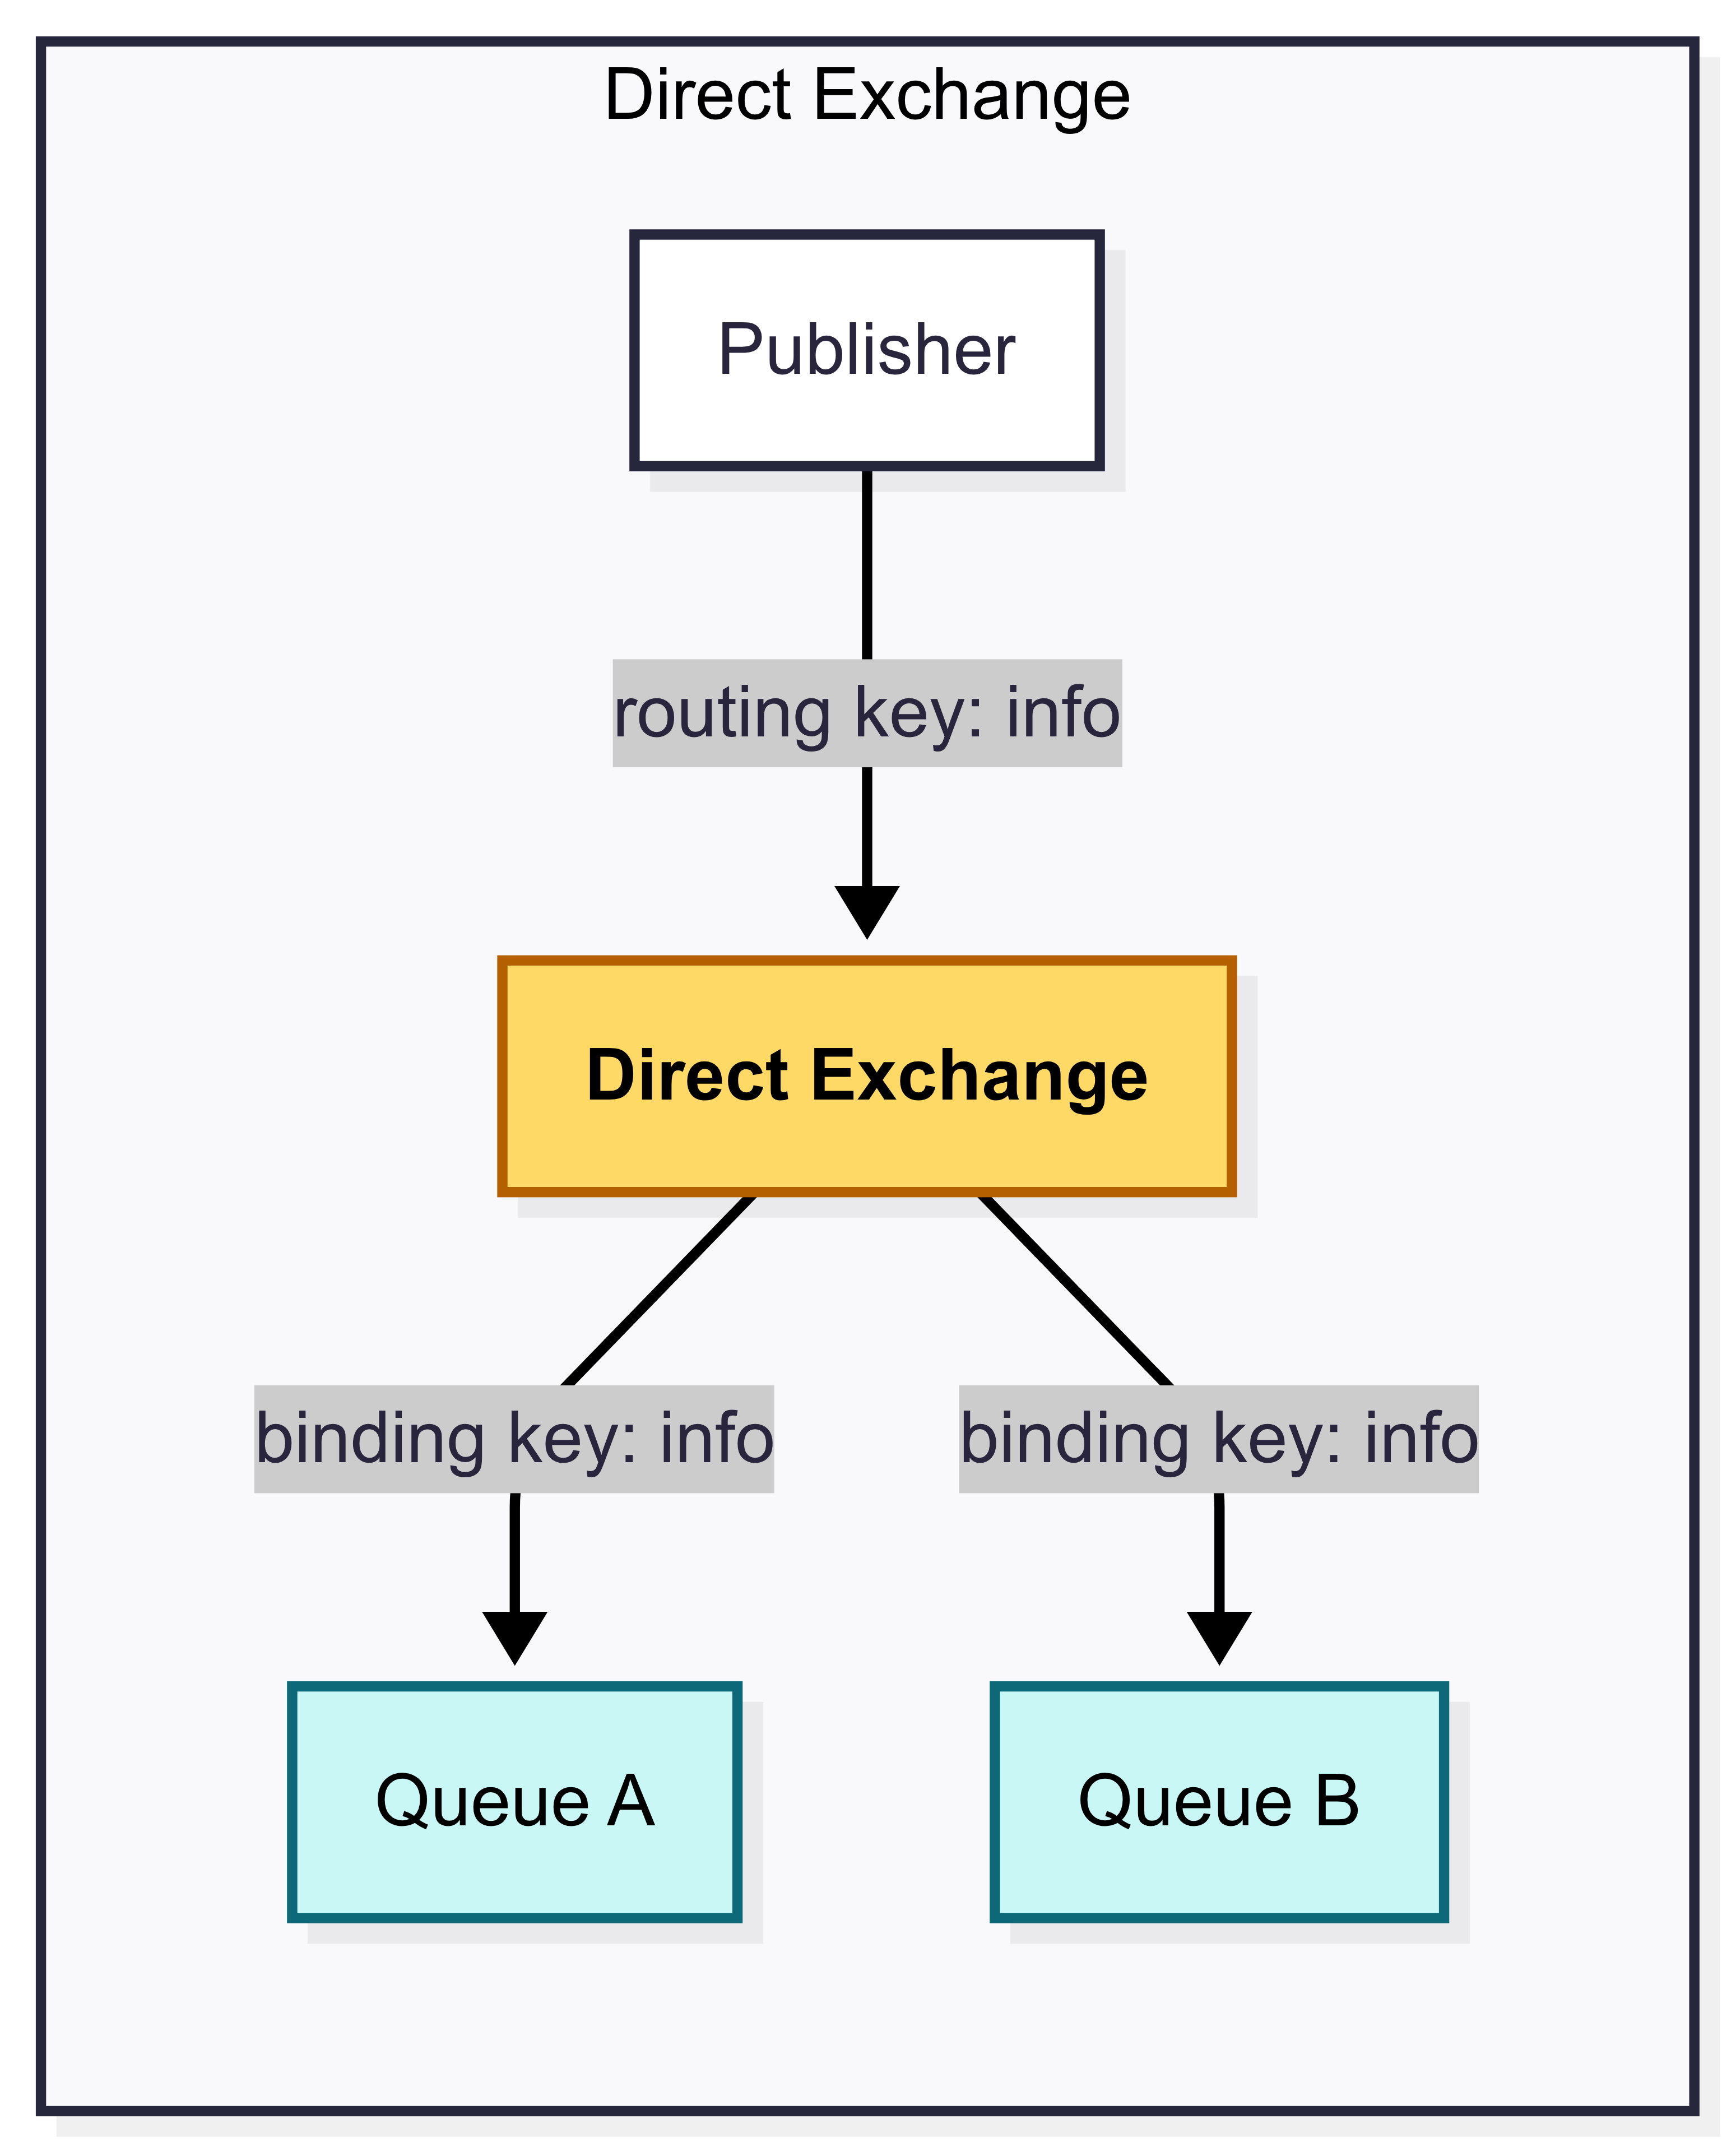 Direct Exchange
Publisher
routing key: info
Direct Exchange
binding key: info
binding key: info
Queue A
Queue B